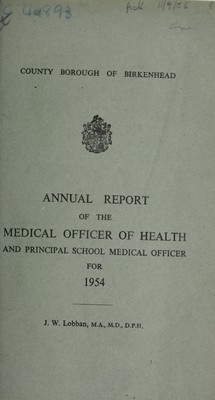 COUNTY BOROUGH OF BIRKENHEAD
ANNUAL REPORT
OF THE
MEDICAL OFFICER OF HEALTH
AND PRINCIPAL SCHOOL MEDICAL OFFICER
FOR
1954
J. W. Lobban, M.A., M.D., D.P.H.